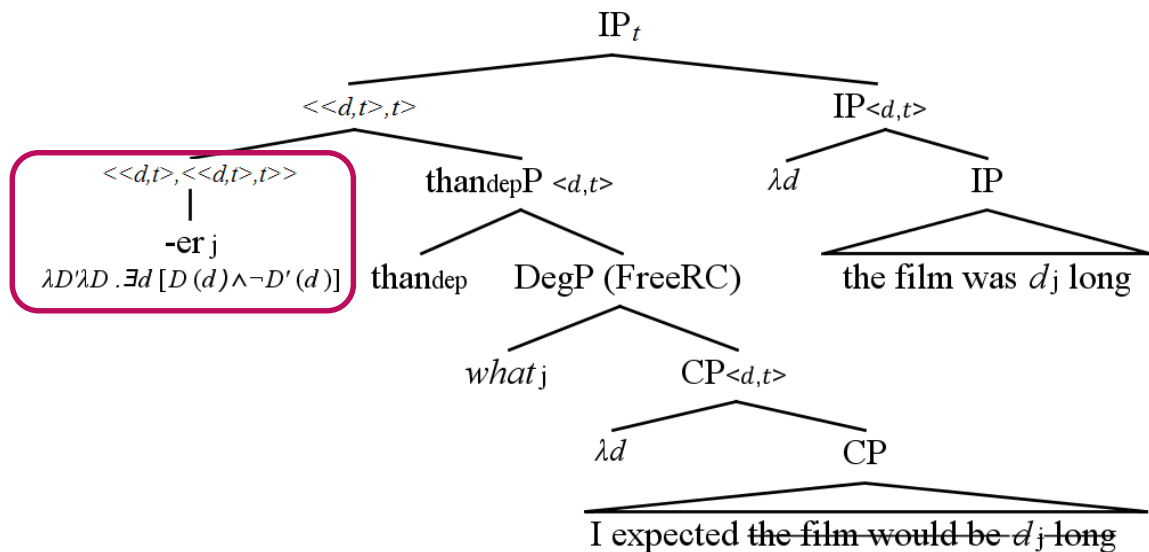 IPt
<<d,t>,t> IP<d,t>
<<d,t>,<<d,t>,t>> thandepP <d,t> λd IP
-er j thandep DegP (FreeRC) the film was dj long
λD'λD .∃d [D (d) ∧¬D' (d)]
whatj CP<d,t>
λd CP
I expected the film would be dj long